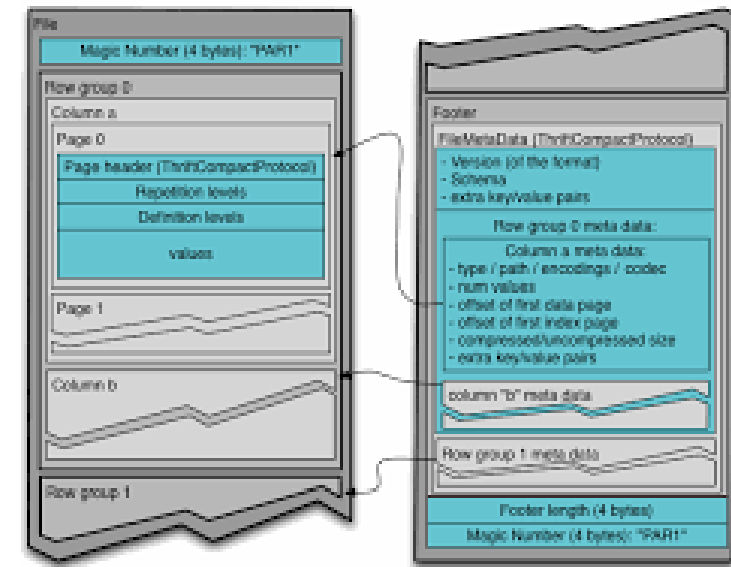 File
Magic Number (4 bytes): "PAR1"
Row group 0
Column a
Page 0
Page header (ThriftCompactProtocol)
Repetition levels
Definition levels
values
Page 1
Column b
Row group 1
Footer
FileMetaData (ThriftCompactProtocol)
- Version (of the format)
- Schema
- extra key/value pairs
Row group 0 meta data:
Column a meta data:
- type / path / encodings / codec
- num values
- offset of first data page
- offset of first index page
- compressed/uncompressed size
- extra key/value pairs
column "b" meta data
Row group 1 meta data
Footer length (4 bytes)
Magic Number (4 bytes): "PAR1"